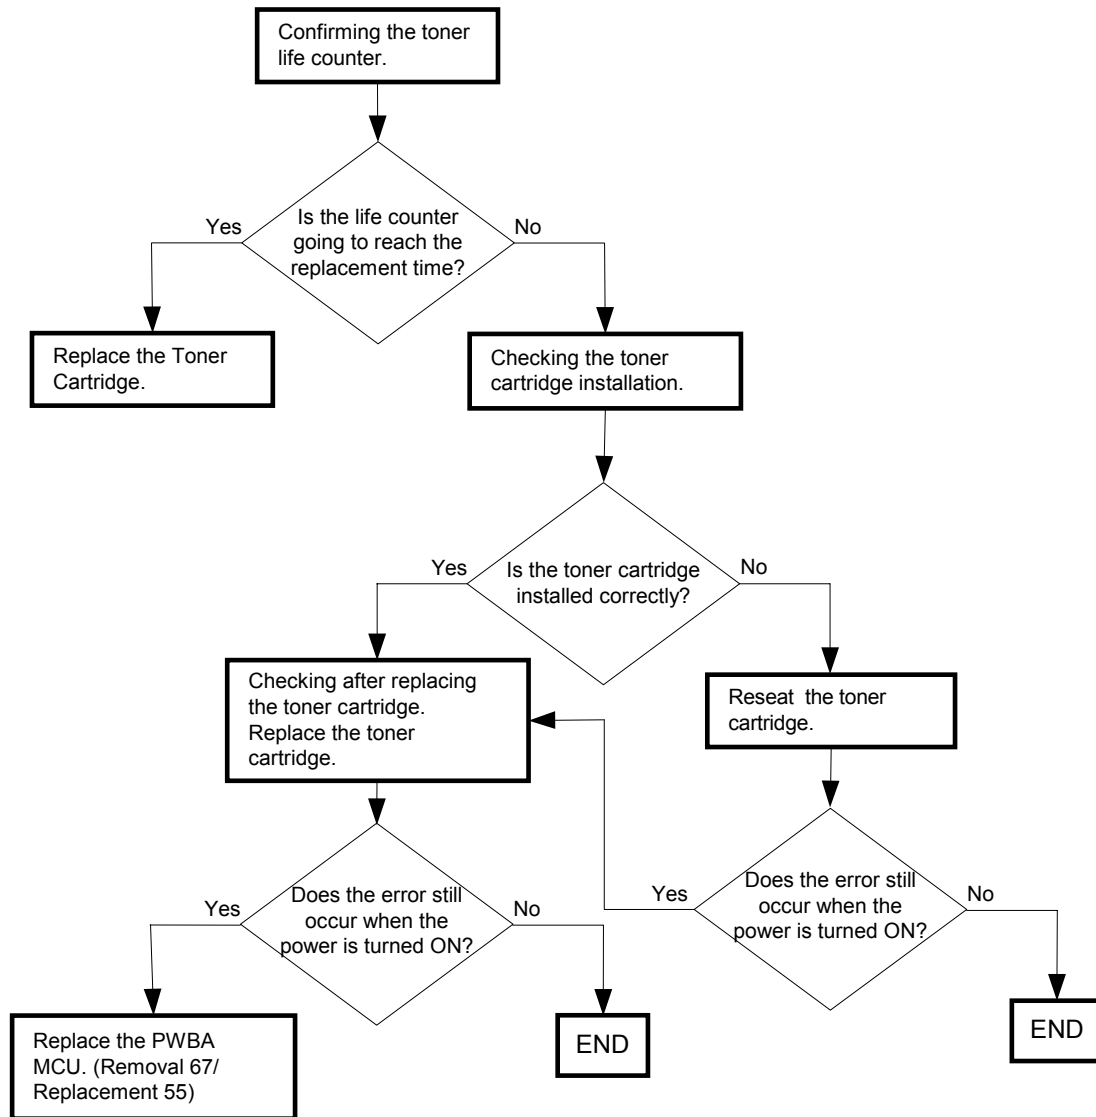 Confirming the toner
life counter.
Is the life counter
going to reach the
replacement time?
Yes
No
Replace the Toner
Cartridge.
Checking the toner
cartridge installation.
Is the toner cartridge
installed correctly?
Yes
No
Checking after replacing
the toner cartridge.
Replace the toner
cartridge.
Reseat the toner
cartridge.
Does the error still
occur when the
power is turned ON?
Yes
No
Does the error still
occur when the
power is turned ON?
Yes
No
Replace the PWBA
MCU. (Removal 67/
Replacement 55)
END
END